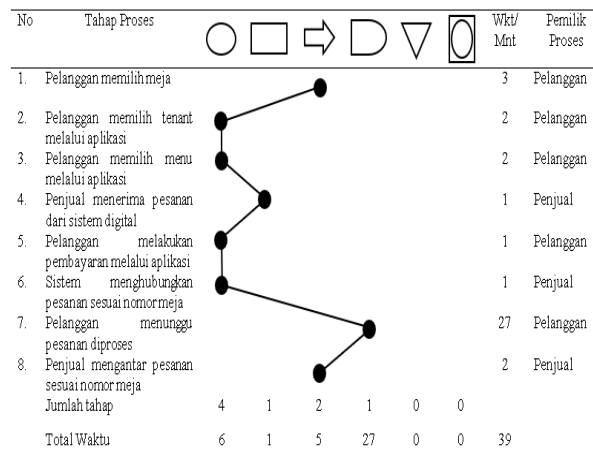 No Tahap Proses Wkt/ Pemilik
Mnt Proses
1. Pelanggan memilih meja 3 Pelanggan
2. Pelanggan memilih tenant 2 Pelanggan
melalui aplikasi
3. Pelanggan memilih menu 2 Pelanggan
melalui aplikasi
4. Penjual menerima pesanan 1 Penjual
dari sistem digital
5. Pelanggan melakukan 1 Pelanggan
pembayaran melalui aplikasi
6. Sistem menghubungkan 1 Penjual
pesanan sesuai nomor meja
7. Pelanggan menunggu 27 Pelanggan
pesanan diproses
8. Penjual mengantar pesanan 2 Penjual
sesuai nomor meja
Jumlah tahap 4 1 2 1 0 0
Total Waktu 6 1 5 27 0 0 39